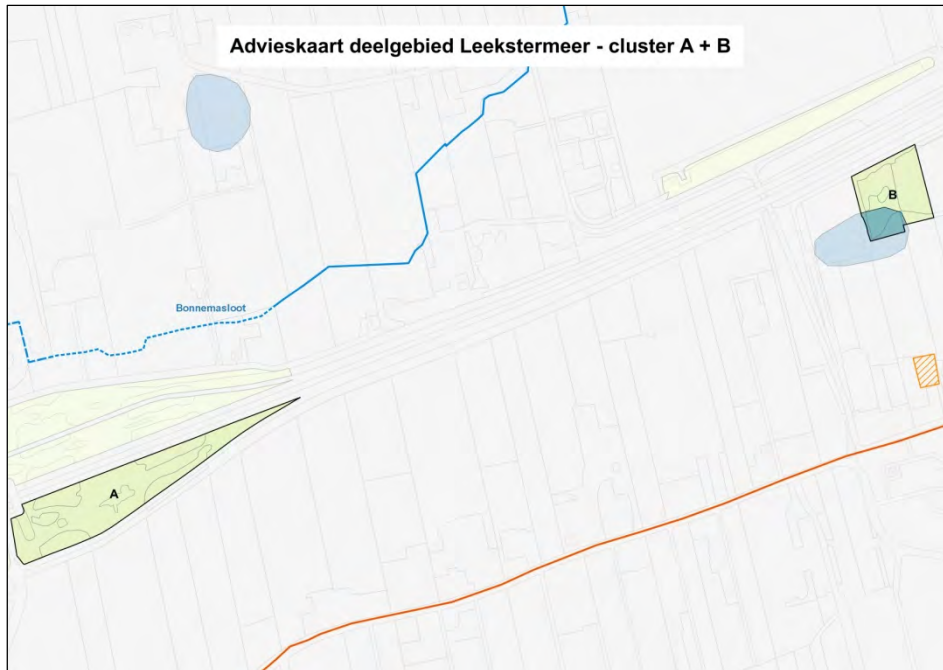 Advieskaart deelgebied Leekstermeer - cluster A + B
B
Bonnemasloot
A